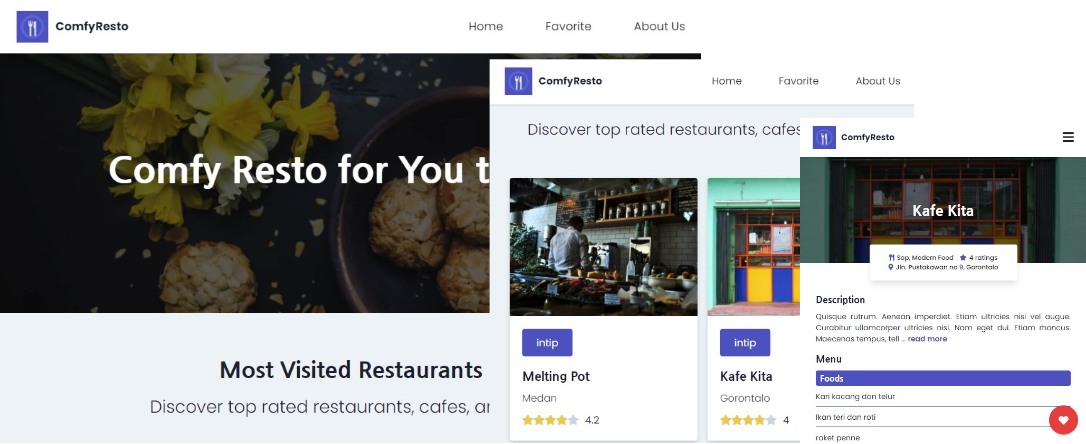 ComfyResto
Home Favorite About Us
Comfy Resto for You t
Most Visited Restaurants
Discover top rated restaurants, cafes, ar
ComfyResto
Home Favorite About Us
Discover top rated restaurants, cafes
intip
Melting Pot
Medan
4.2
intip
Kafe Kita
Gorontalo
4
ComfyResto
Kafe Kita
Sop, Modern Food 4 ratings
Jln. Pustakawan no 9, Gorontalo
Description
Quisque rutrum. Aenean imperdiet. Etiam ultricies nisi vel augue.
Curabitur ullamcorper ultricies nisi. Nam eget dui. Etiam rhoncus.
Maecenas tempus, tell ... read more
Menu
Foods
Kari kacang dan telur
Ikan teri dan roti
roket penne